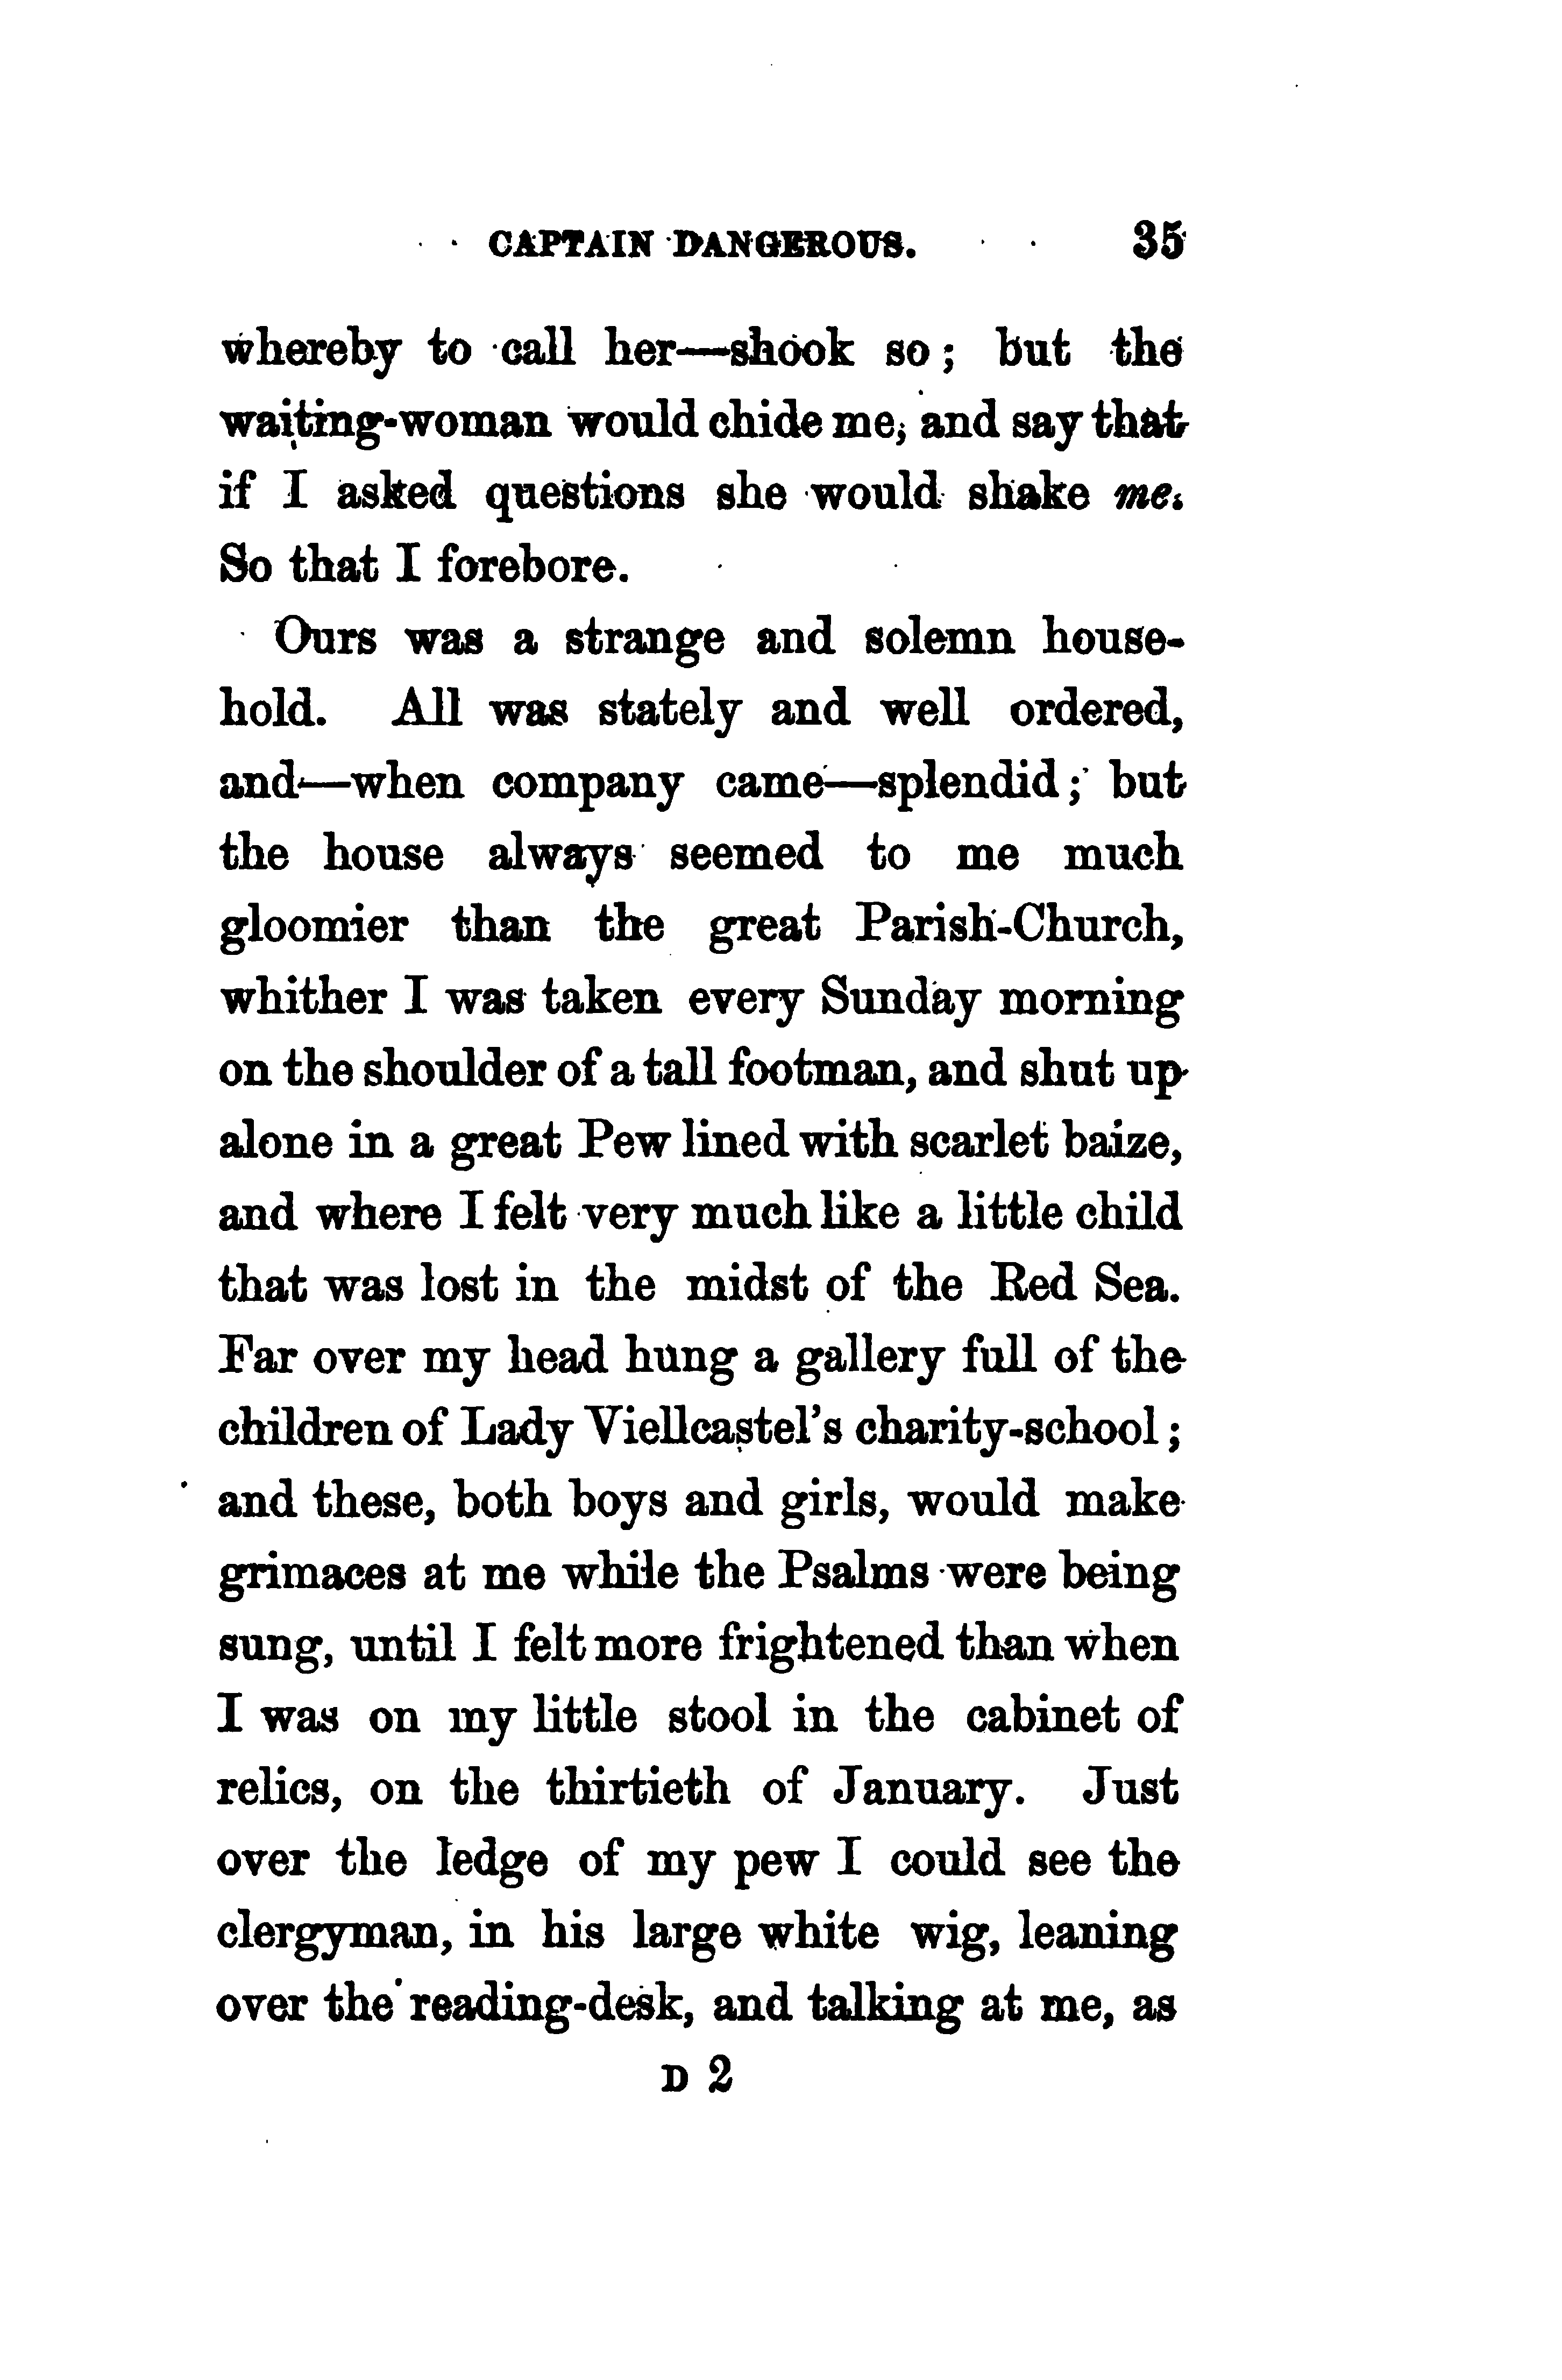 CAPTAIN DANGEROUS. 35
whereby to call her—shook so; but the
waiting-woman would chide me, and say that
if I asked questions she would shake me.
So that I forebore.
Ours was a strange and solemn house-
hold. All was stately and well ordered,
and—when company came—splendid; but
the house always seemed to me much
gloomier than the great Parish-Church,
whither I was taken every Sunday morning
on the shoulder of a tall footman, and shut up
alone in a great Pew lined with scarlet baize,
and where I felt very much like a little child
that was lost in the midst of the Red Sea.
Far over my head hung a gallery full of the
children of Lady Viellcastel's charity-school;
and these, both boys and girls, would make
grimaces at me while the Psalms were being
sung, until I felt more frightened than when
I was on my little stool in the cabinet of
relics, on the thirtieth of January. Just
over the ledge of my pew I could see the
clergyman, in his large white wig, leaning
over the reading-desk, and talking at me, as
D 2